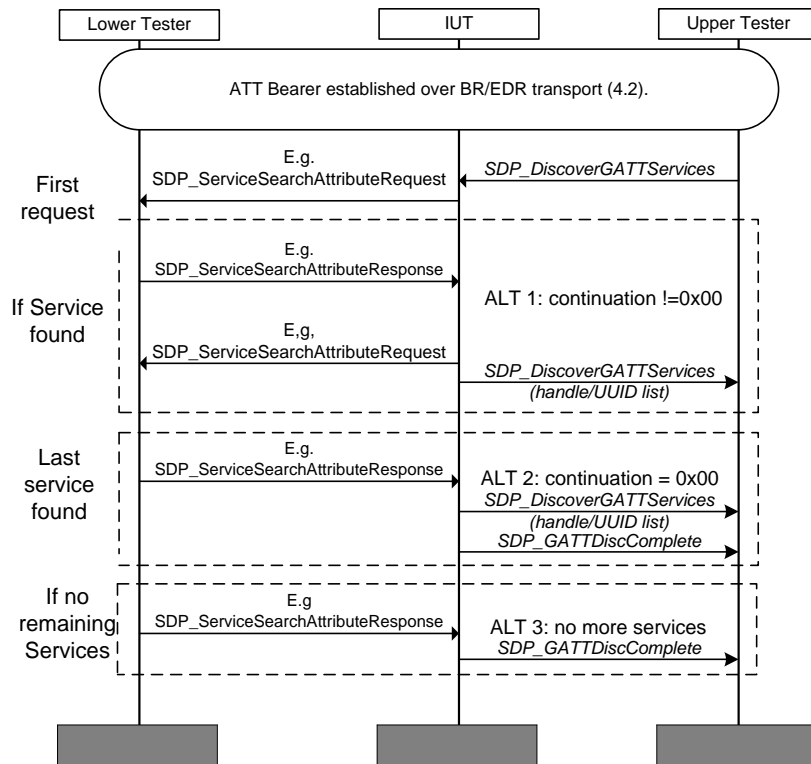 Lower Tester
IUT
Upper Tester
ATT Bearer established over BR/EDR transport (4.2).
First
request
E.g.
SDP_ServiceSearchAttributeRequest
SDP_DiscoverGATTServices
If Service
found
E.g.
SDP_ServiceSearchAttributeResponse
ALT 1: continuation !=0x00
E,g,
SDP_ServiceSearchAttributeRequest
SDP_DiscoverGATTServices
(handle/UUID list)
Last
service
found
E.g.
SDP_ServiceSearchAttributeResponse
ALT 2: continuation = 0x00
SDP_DiscoverGATTServices
(handle/UUID list)
SDP_GATTDiscComplete
If no
remaining
Services
E.g
SDP_ServiceSearchAttributeResponse
ALT 3: no more services
SDP_GATTDiscComplete